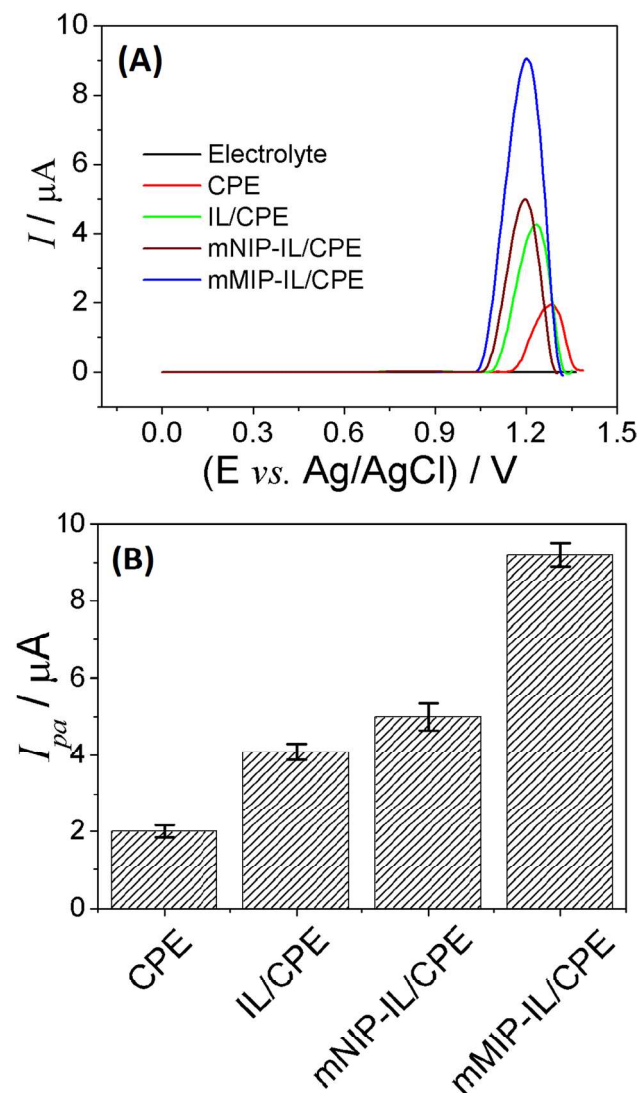 (A)
10
8
6
4
2
0
I / µA
Electrolyte
CPE
IL/CPE
mNIP-IL/CPE
mMIP-IL/CPE
0.0 0.3 0.6 0.9 1.2 1.5
(E vs. Ag/AgCl) / V
(B)
10
8
6
4
2
0
Ipa / µA
CPE
IL/CPE
mNIP-IL/CPE
mMIP-IL/CPE